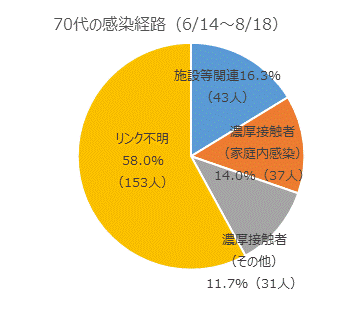 70代の感染経路（6/14～8/18）
施設等関連16.3%
（43人）
濃厚接触者
（家庭内感染）
14.0%（37人）
濃厚接触者
（その他）
11.7%（31人）
リンク不明
58.0%
（153人）